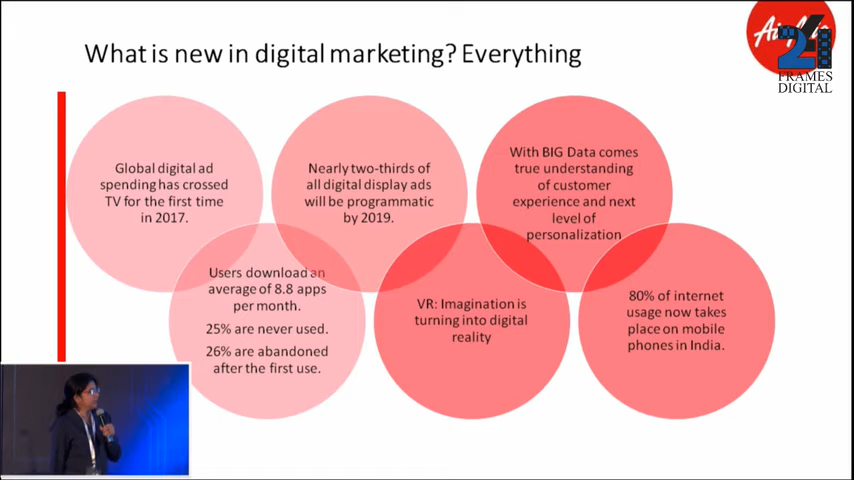 What is new in digital marketing? Everything
24
FRAMES
DIGITAL
Global digital ad
spending has crossed
TV for the first time
in 2017.
Nearly two-thirds of
all digital display ads
will be programmatic
by 2019.
With BIG Data comes
true understanding
of customer
experience and next
level of
personalization
Users download an
average of 8.8 apps
per month.
25% are never used.
26% are abandoned
after the first use.
VR: Imagination is
turning into digital
reality
80% of internet
usage now takes
place on mobile
phones in India.